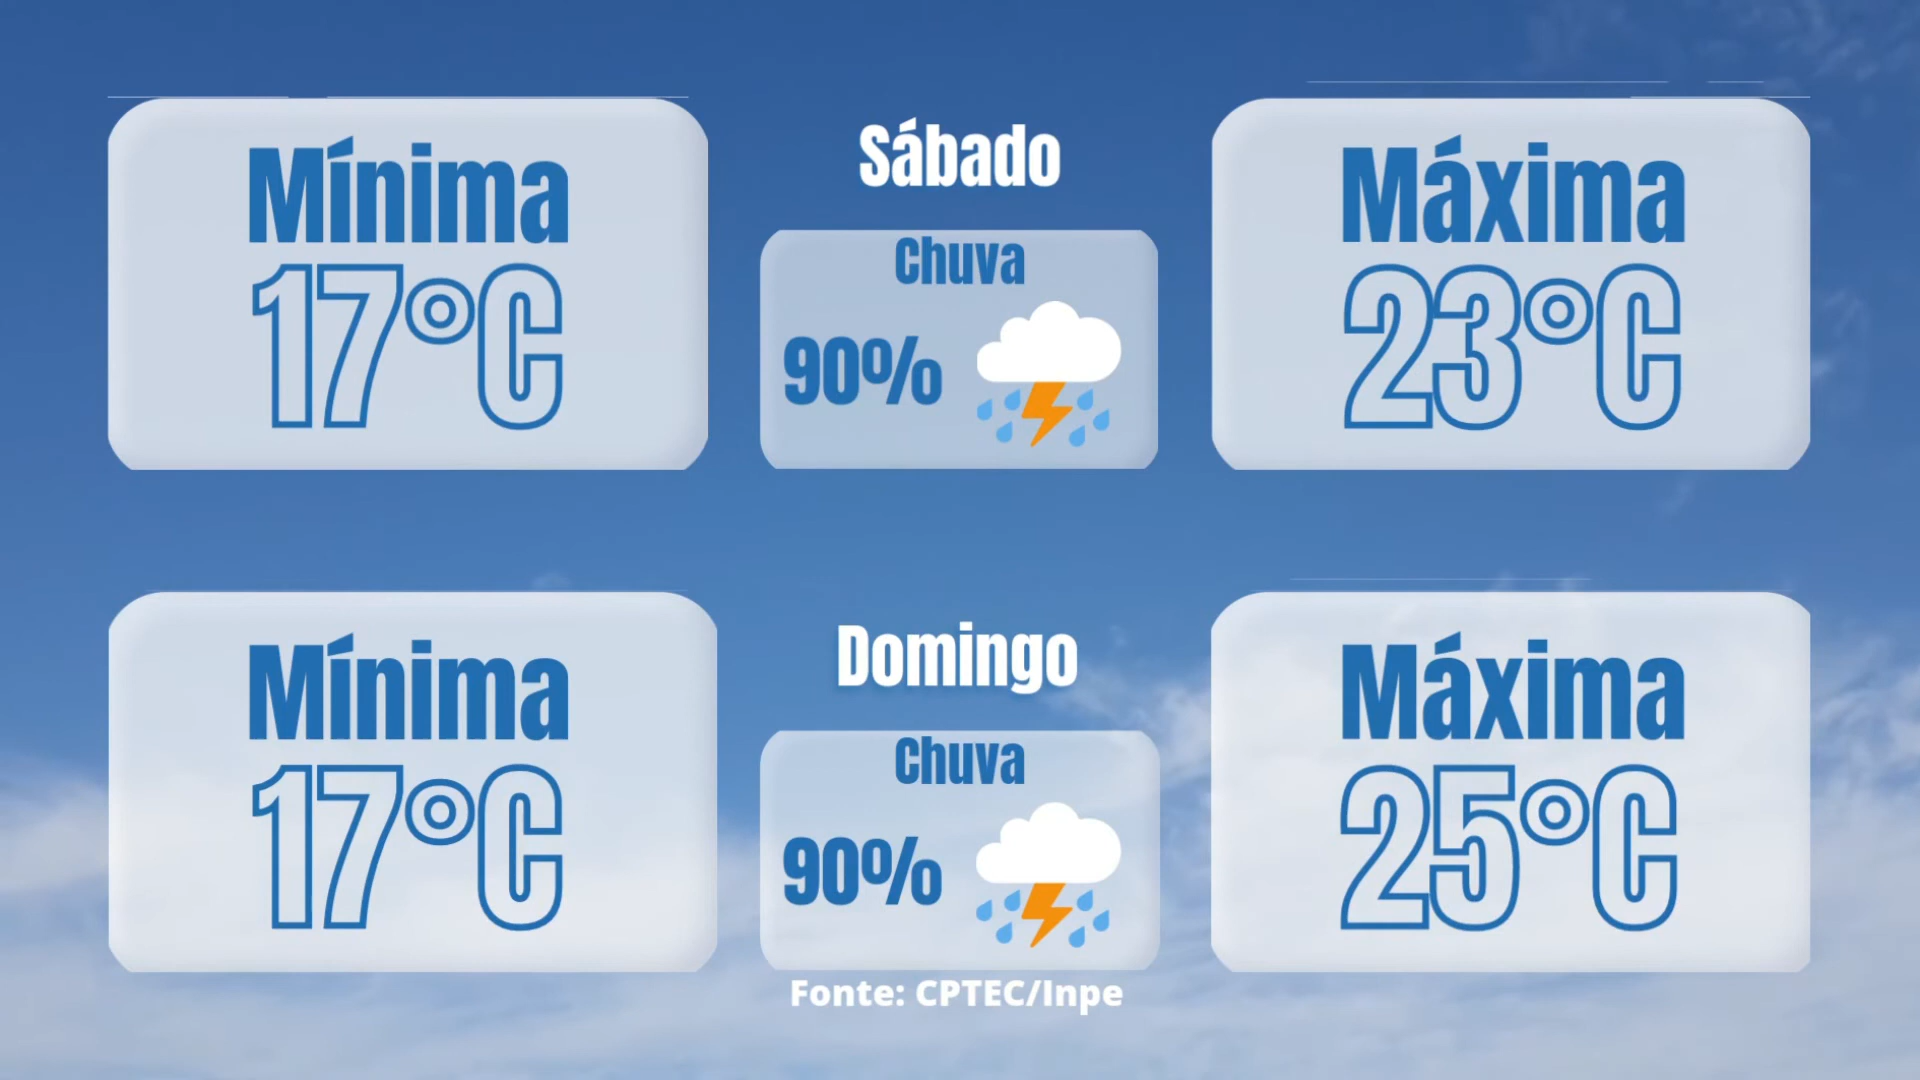 Sábado
Mínima
17°C
Chuva
90%
Máxima
23°C
Domingo
Mínima
17°C
Chuva
90%
Máxima
25°C
Fonte: CPTEC/Inpe